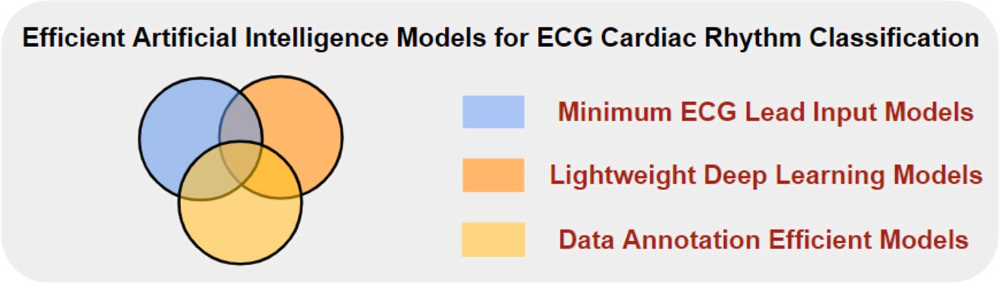 Efficient Artificial Intelligence Models for ECG Cardiac Rhythm Classification
Minimum ECG Lead Input Models
Lightweight Deep Learning Models
Data Annotation Efficient Models